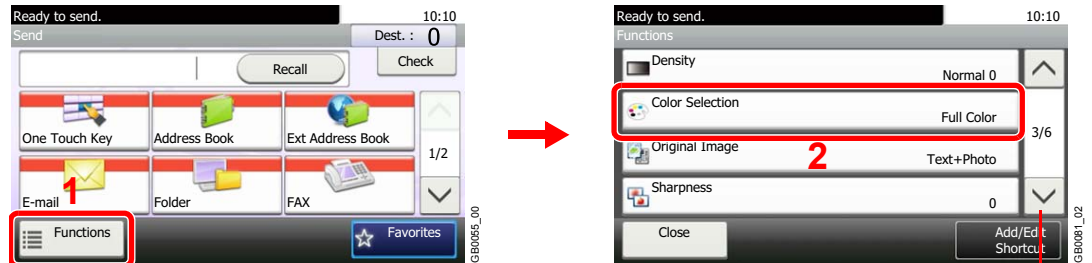 Ready to send.
10:10
Send
Dest. :
0
Recall
Check
One Touch Key
Address Book
Ext Address Book
1/2
1
E-mail
Folder
FAX
Functions
Favorites
GB0085_00
Ready to send.
10:10
Functions
Density
Normal 0
Color Selection
Full Color
3/6
Original Image
2
Text+Photo
Sharpness
0
Close
Add/Edit
Shortcut
GB0081_02